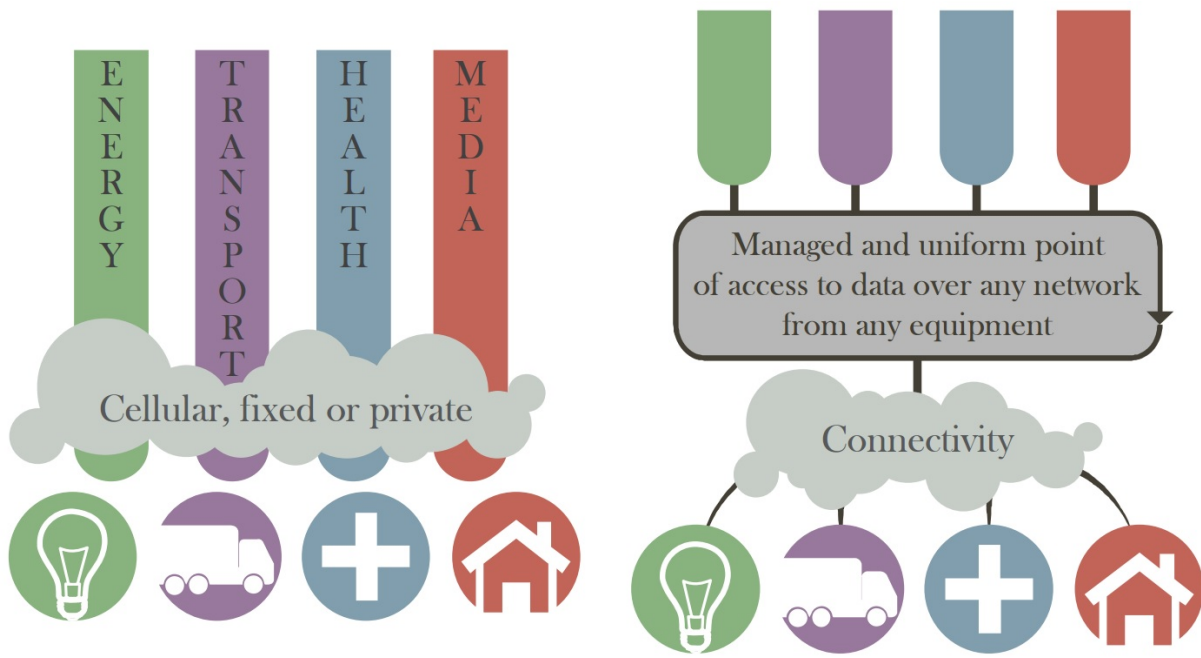 ENERGY
TRANSPORT
HEALTH
MEDIA
Cellular, fixed or private
Managed and uniform point
of access to data over any network
from any equipment
Connectivity